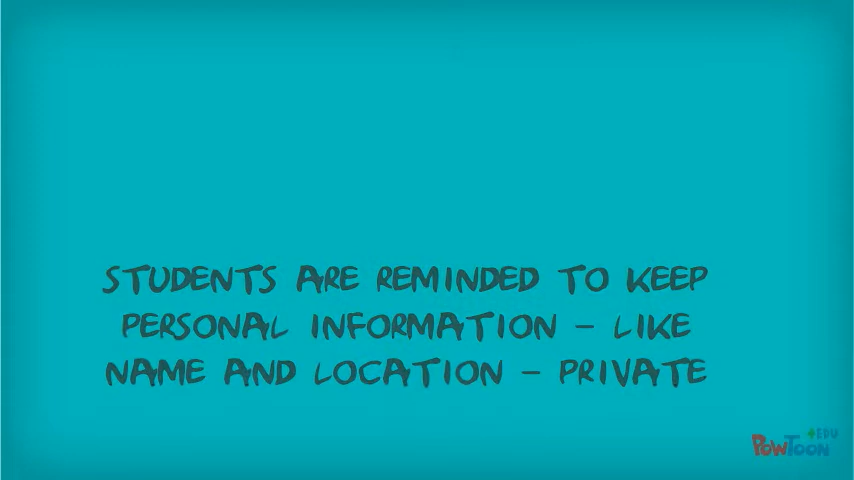 STUDENTS ARE REMINDED TO KEEP
PERSONAL INFORMATION – LIKE
NAME AND LOCATION – PRIVATE
+EDU
POWTOON